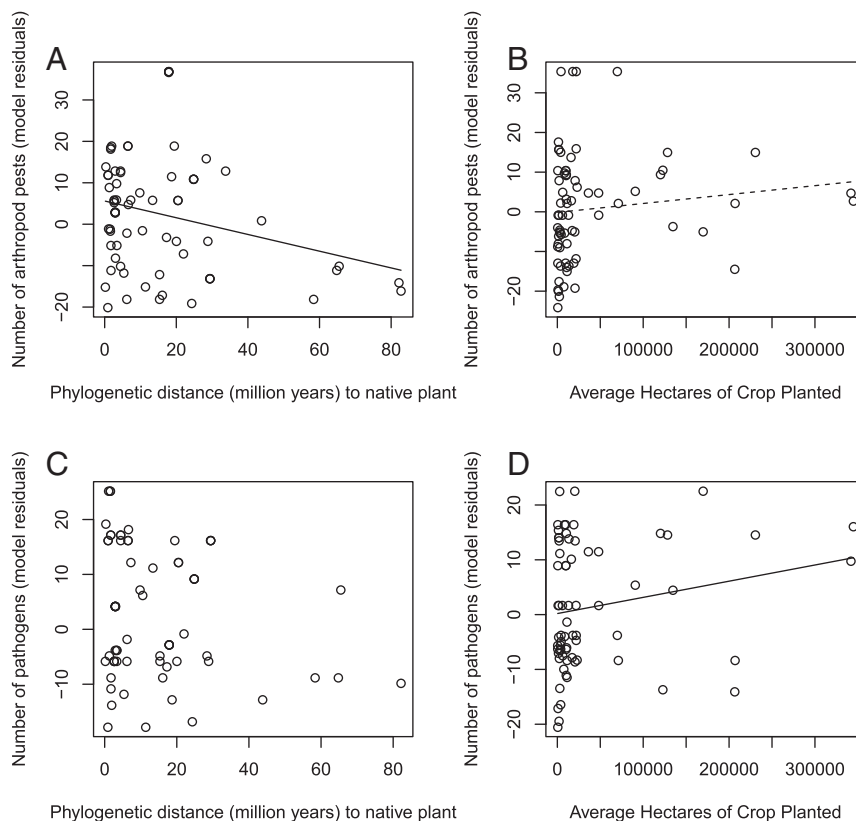 A
Number of arthropod pests (model residuals)
30
20
10
0
−20
0 20 40 60 80
Phylogenetic distance (million years) to native plant
B
Number of arthropod pests (model residuals)
30
10
0
−20
0 100000 200000 300000
Average Hectares of Crop Planted
C
Number of pathogens (model residuals)
20
10
0
−10
0 20 40 60 80
Phylogenetic distance (million years) to native plant
D
Number of pathogens (model residuals)
20
10
0
−10
−20
0 100000 200000 300000
Average Hectares of Crop Planted